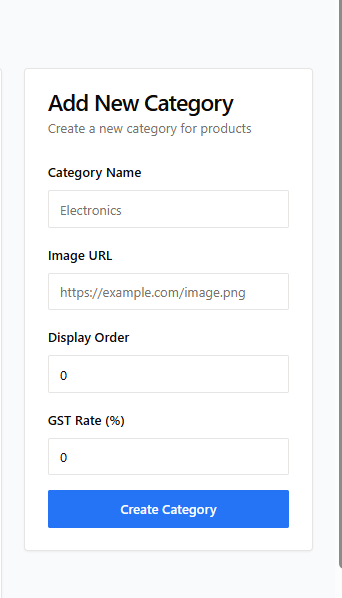 Add New Category
Create a new category for products
Category Name
Electronics
Image URL
https://example.com/image.png
Display Order
0
GST Rate (%)
0
Create Category